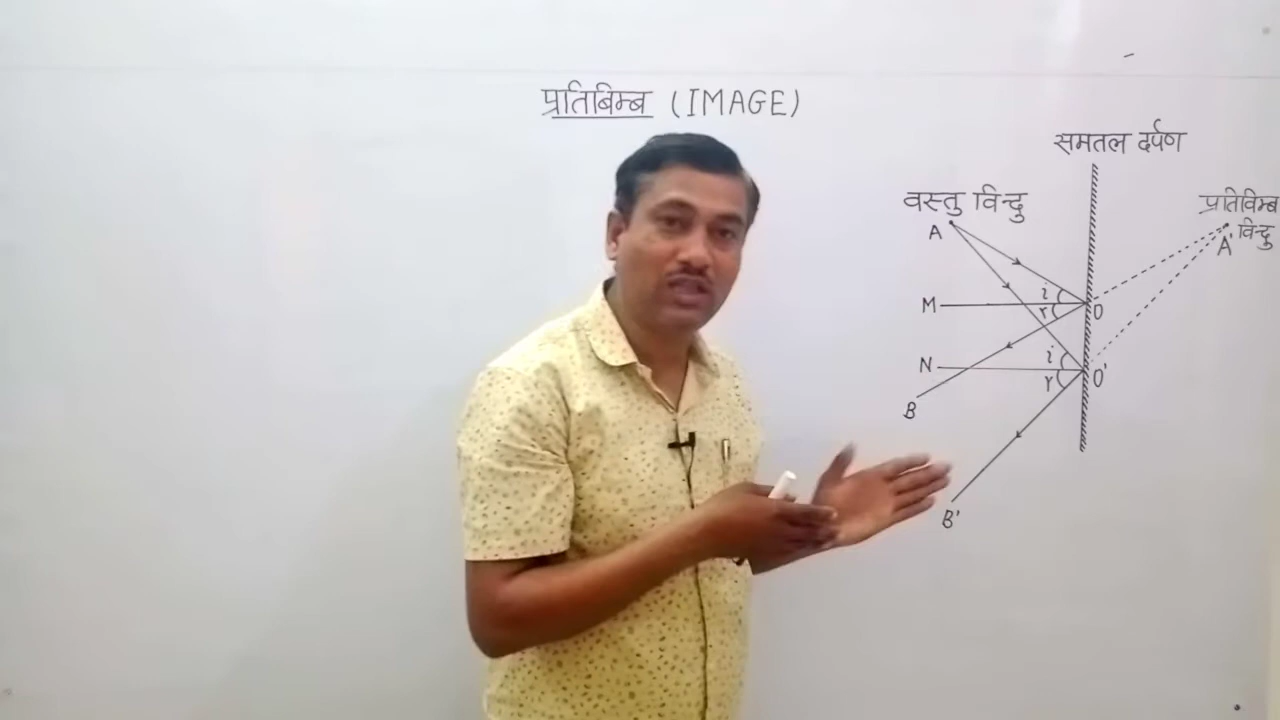 प्रतिबिम्ब (IMAGE)
समतल दर्पण
वस्तु विन्दु
प्रतिविम्ब
विन्दु
A
A'
i
M
r
O
i
N
r
O'
B
B'